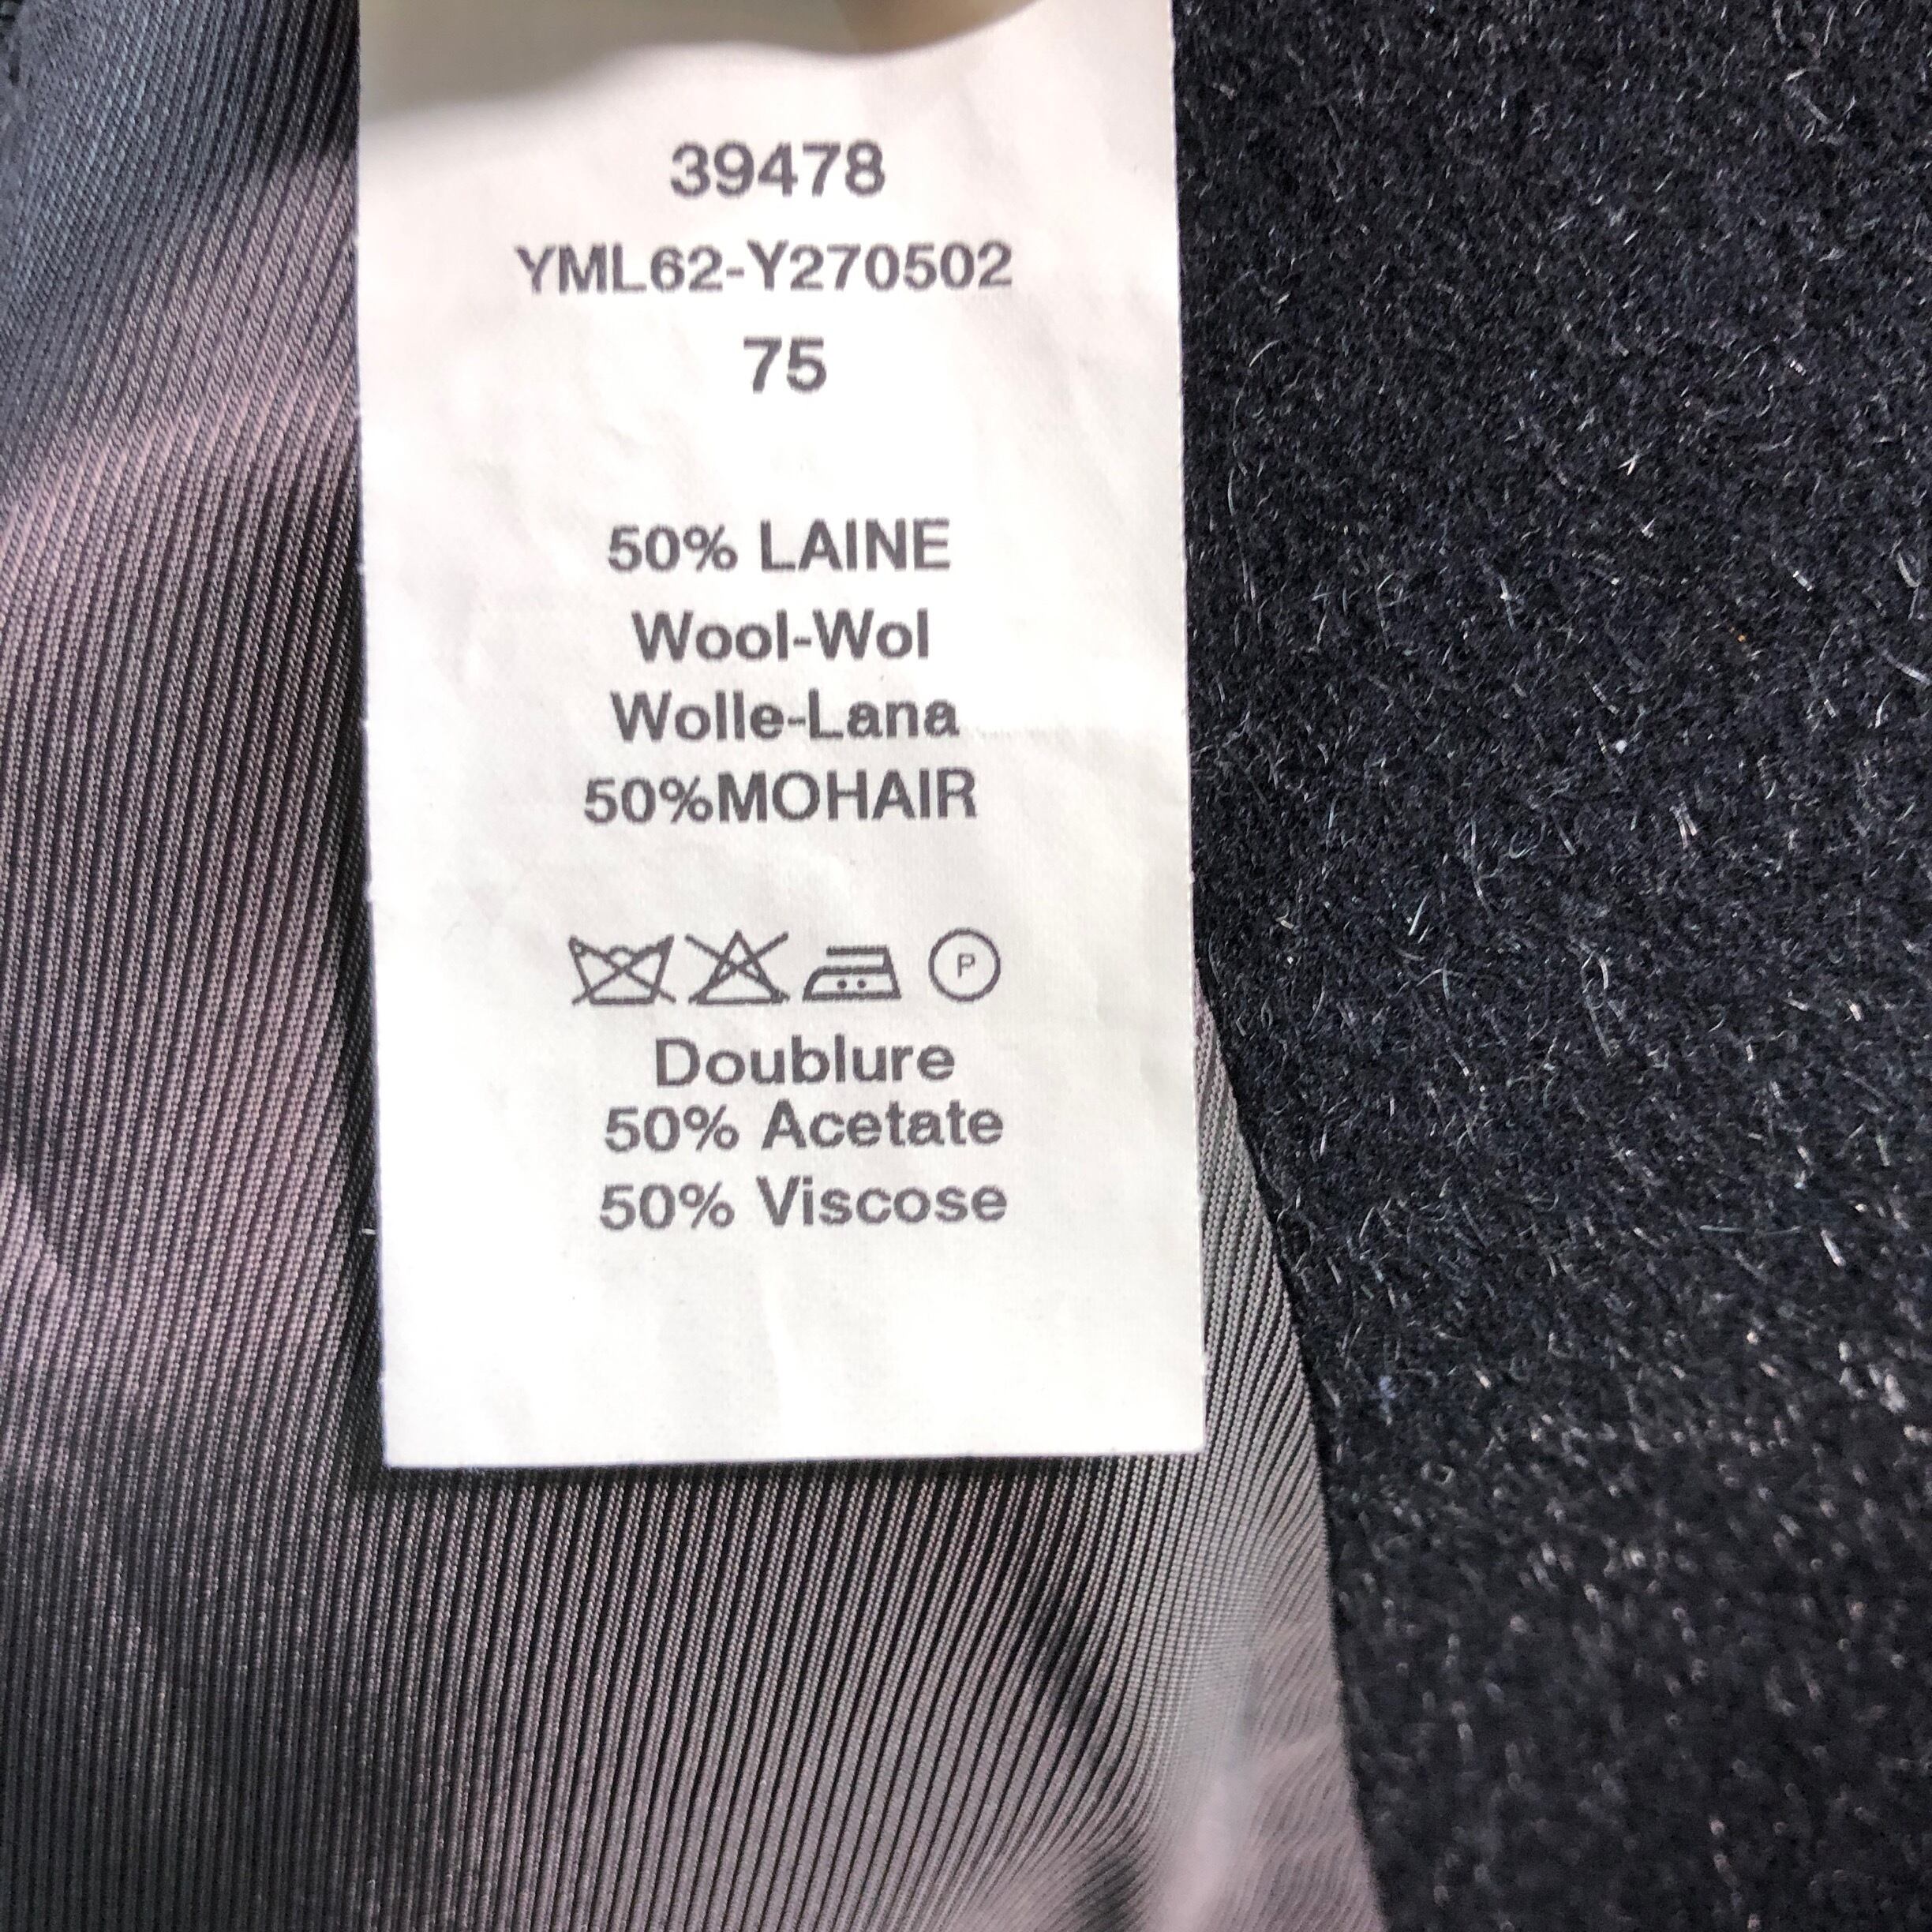 39478
YML62-Y270502
75
50% LAINE
Wool-Wol
Wolle-Lana
50%MOHAIR
P
Doublure
50% Acetate
50% Viscose